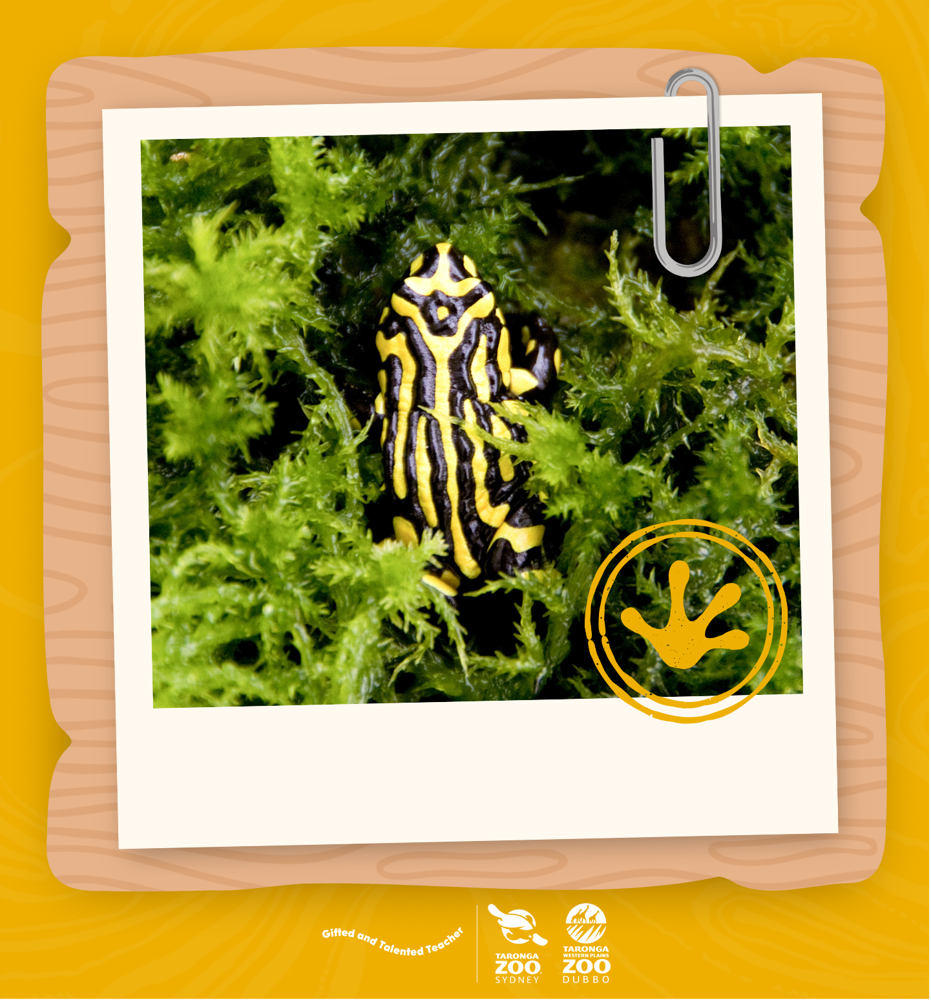 Gifted and Talented Teacher
TARONGA
ZOO
SYDNEY
TARONGA
WESTERN PLAINS
ZOO
DUBBO